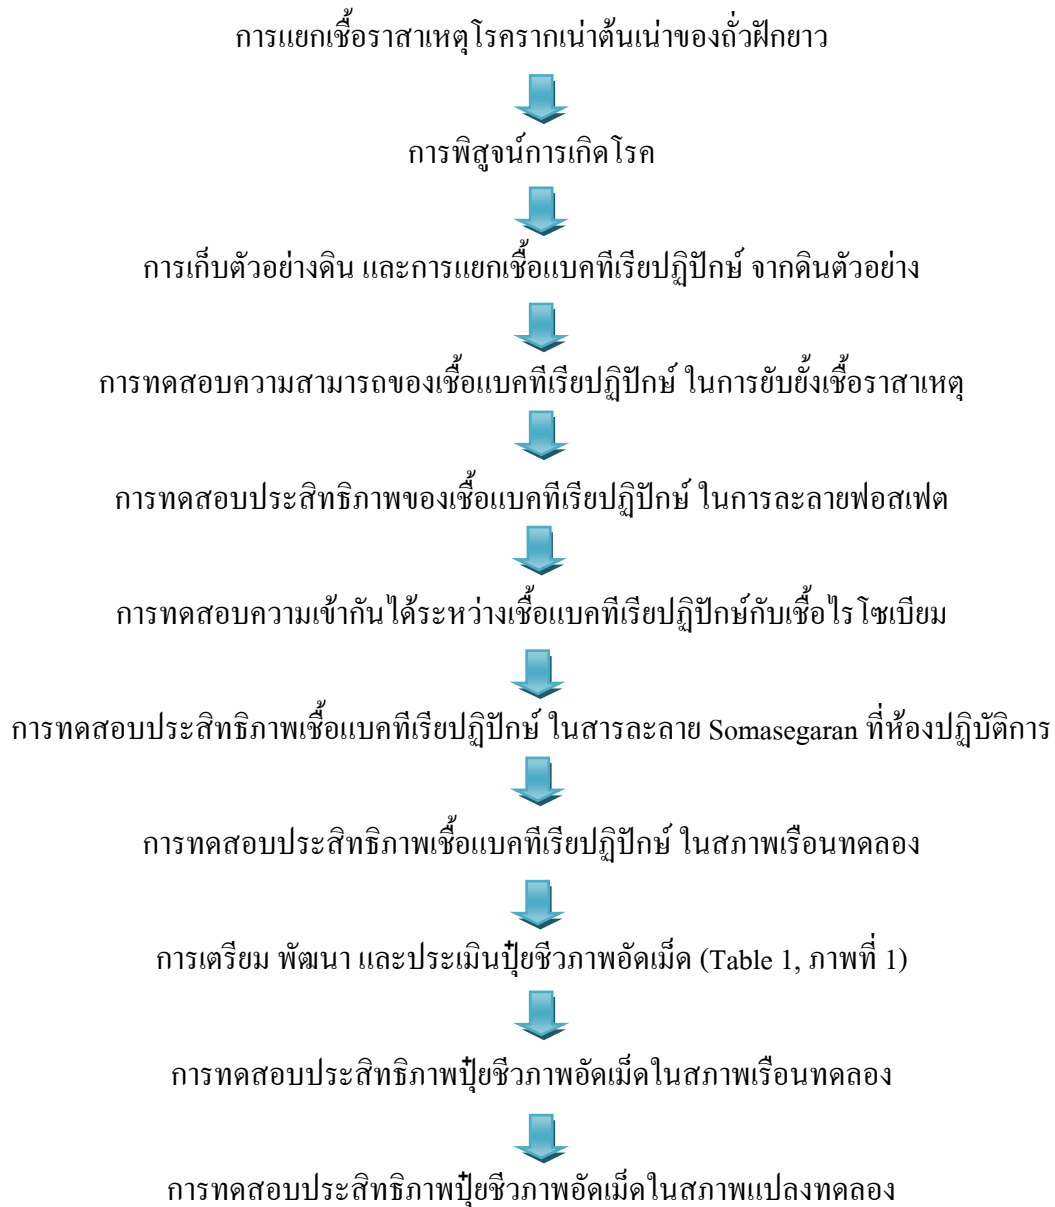 การแยกเชื้อราสาเหตุโรครากเน่าต้นเน่าของถั่วฝักยาว
การพิสูจน์การเกิดโรค
การเก็บตัวอย่างดิน และการแยกเชื้อแบคทีเรียปฏิปักษ์ จากดินตัวอย่าง
การทดสอบความสามารถของเชื้อแบคทีเรียปฏิปักษ์ ในการยับยั้งเชื้อราสาเหตุ
การทดสอบประสิทธิภาพของเชื้อแบคทีเรียปฏิปักษ์ ในการละลายฟอสเฟต
การทดสอบความเข้ากันได้ระหว่างเชื้อแบคทีเรียปฏิปักษ์กับเชื้อไรโซเบียม
การทดสอบประสิทธิภาพเชื้อแบคทีเรียปฏิปักษ์ ในสารละลาย Somasegaran ที่ห้องปฏิบัติการ
การทดสอบประสิทธิภาพเชื้อแบคทีเรียปฏิปักษ์ ในสภาพเรือนทดลอง
การเตรียม พัฒนา และประเมินปุ๋ยชีวภาพอัดเม็ด (Table 1, ภาพที่ 1)
การทดสอบประสิทธิภาพปุ๋ยชีวภาพอัดเม็ดในสภาพเรือนทดลอง
การทดสอบประสิทธิภาพปุ๋ยชีวภาพอัดเม็ดในสภาพแปลงทดลอง